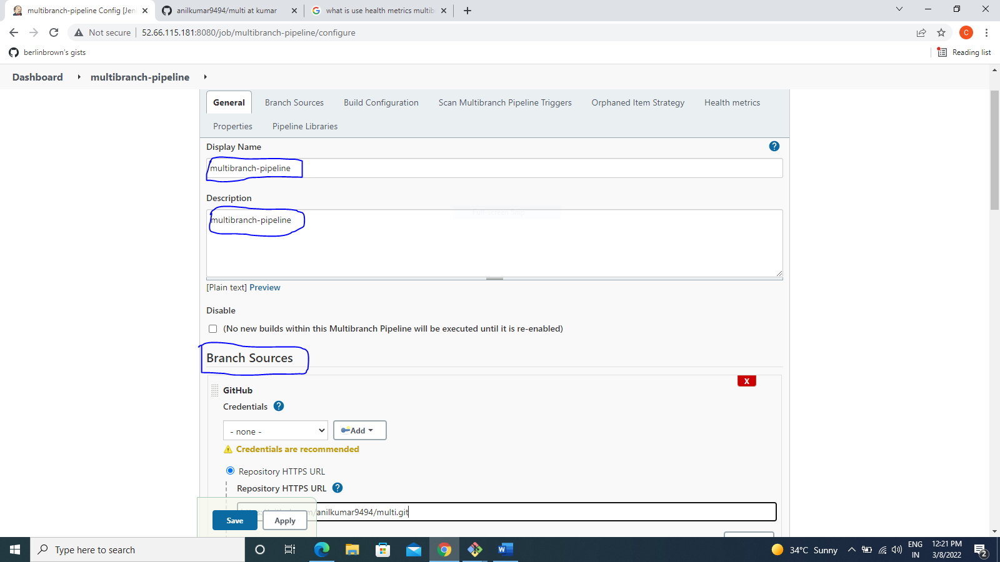 multibranch-pipeline Config [Jen
anilkumar9494/multi at kumar
what is use health metrics multib
Not secure
52.66.115.181:8080/job/multibranch-pipeline/configure
C
berlinbrown's gists
Reading list
Dashboard
multibranch-pipeline
General
Branch Sources
Build Configuration
Scan Multibranch Pipeline Triggers
Orphaned Item Strategy
Health metrics
Properties
Pipeline Libraries
Display Name
?
multibranch-pipeline
Description
multibranch-pipeline
[Plain text] Preview
Disable
(No new builds within this Multibranch Pipeline will be executed until it is re-enabled)
Branch Sources
X
GitHub
Credentials ?
- none -
Add
Credentials are recommended
Repository HTTPS URL
Repository HTTPS URL ?
/anilkumar9494/multi.git
Save
Apply
Type here to search
34°C Sunny
ENG
IN
12:21 PM
3/8/2022
2